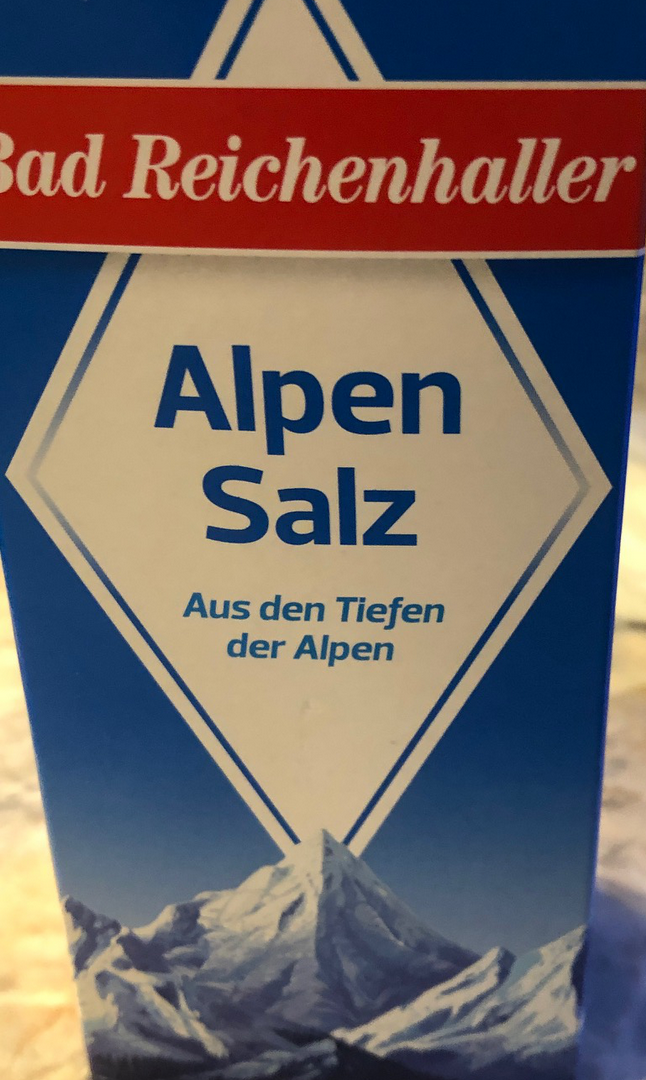 Bad Reichenhaller
Alpen
Salz
Aus den Tiefen
der Alpen